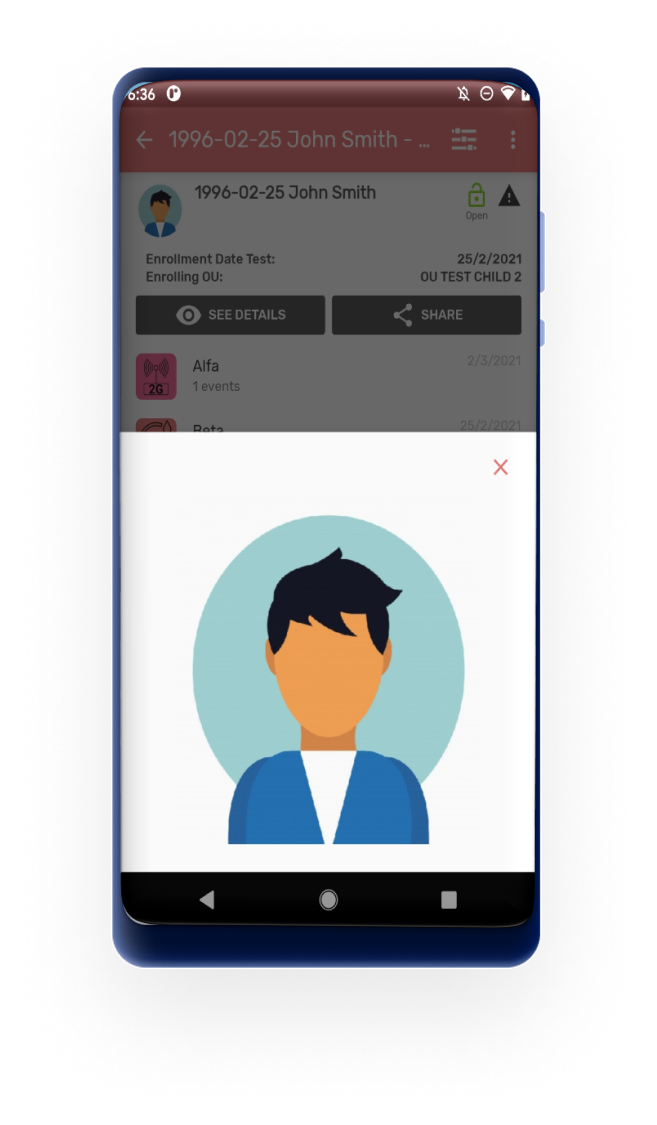 6:36
1996-02-25 John Smith - ...
1996-02-25 John Smith
Open
Enrollment Date Test: 25/2/2021
Enrolling OU: OU TEST CHILD 2
SEE DETAILS SHARE
Alfa 2/3/2021
2G
1 events
Beta 25/2/2021